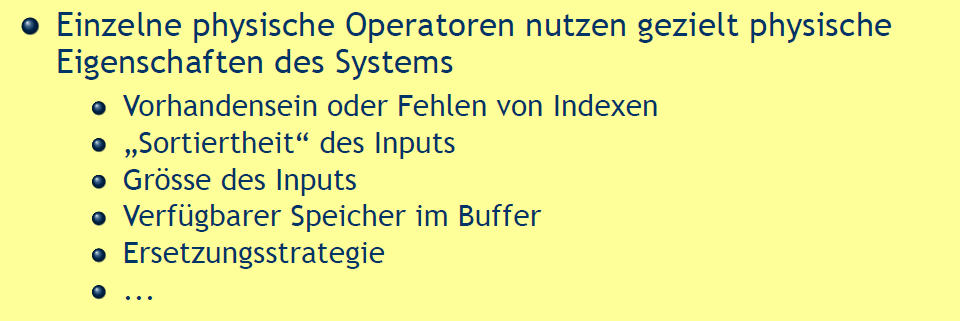 Einzelne physische Operatoren nutzen gezielt physische
Eigenschaften des Systems
Vorhandensein oder Fehlen von Indexen
„Sortiertheit“ des Inputs
Grösse des Inputs
Verfügbarer Speicher im Buffer
Ersetzungsstrategie
...